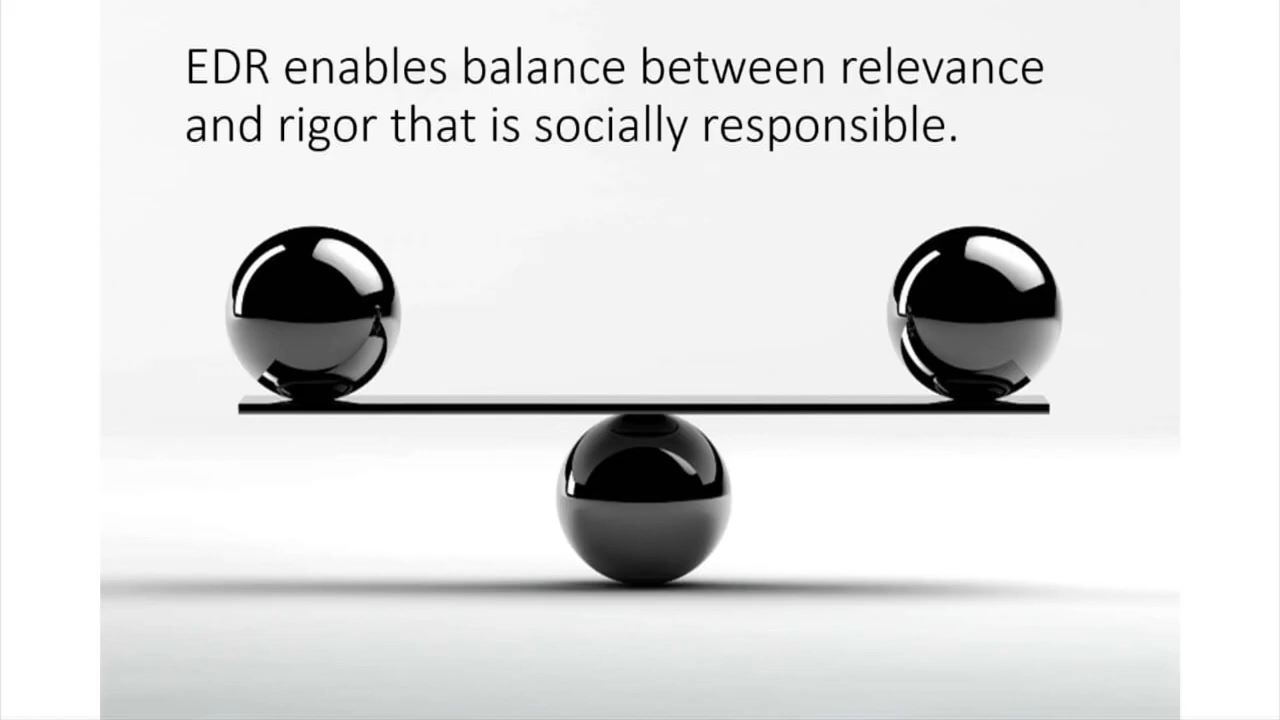 EDR enables balance between relevance
and rigor that is socially responsible.